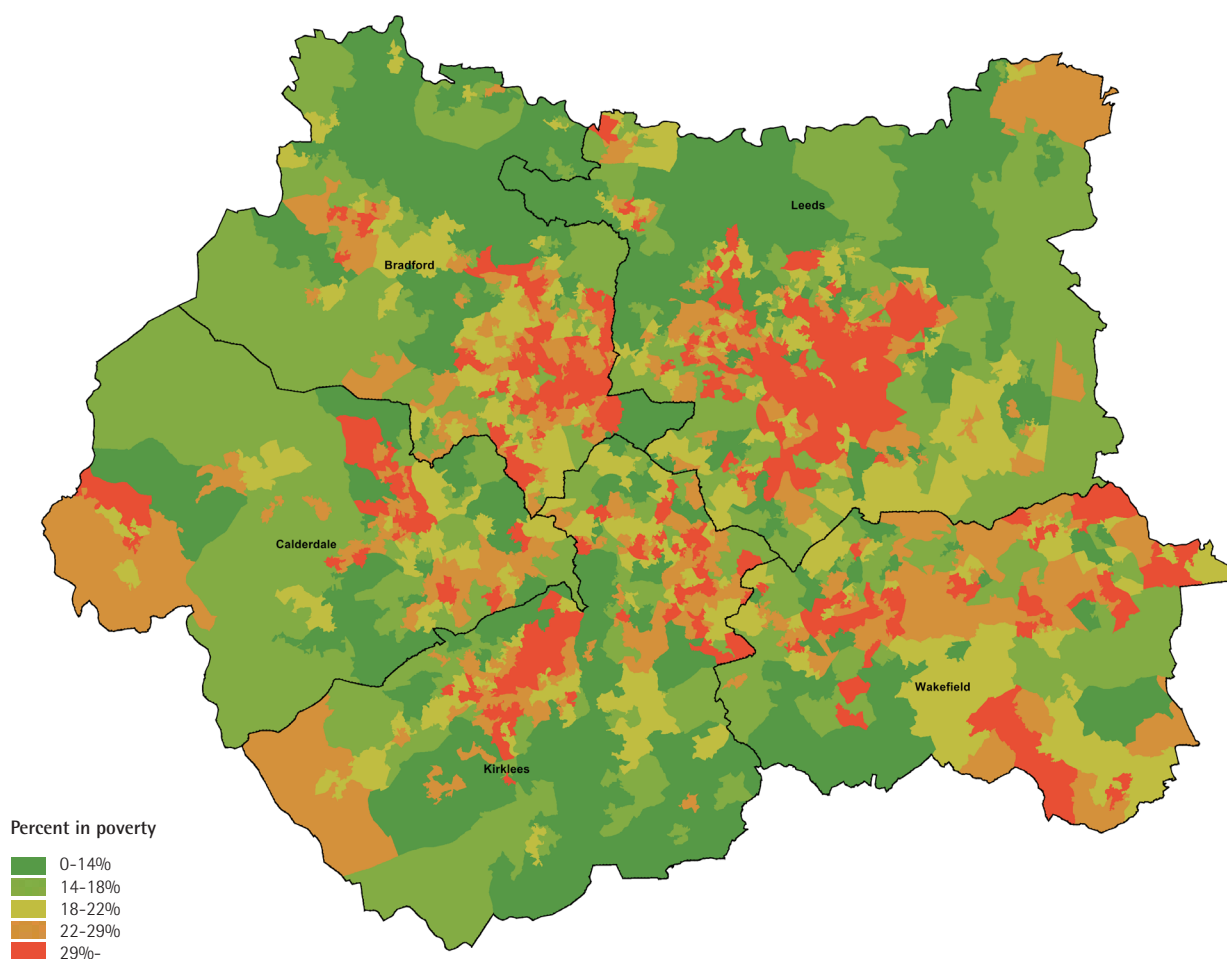 Leeds
Bradford
Calderdale
Wakefield
Kirklees
Percent in poverty
0-14%
14-18%
18-22%
22-29%
29%-